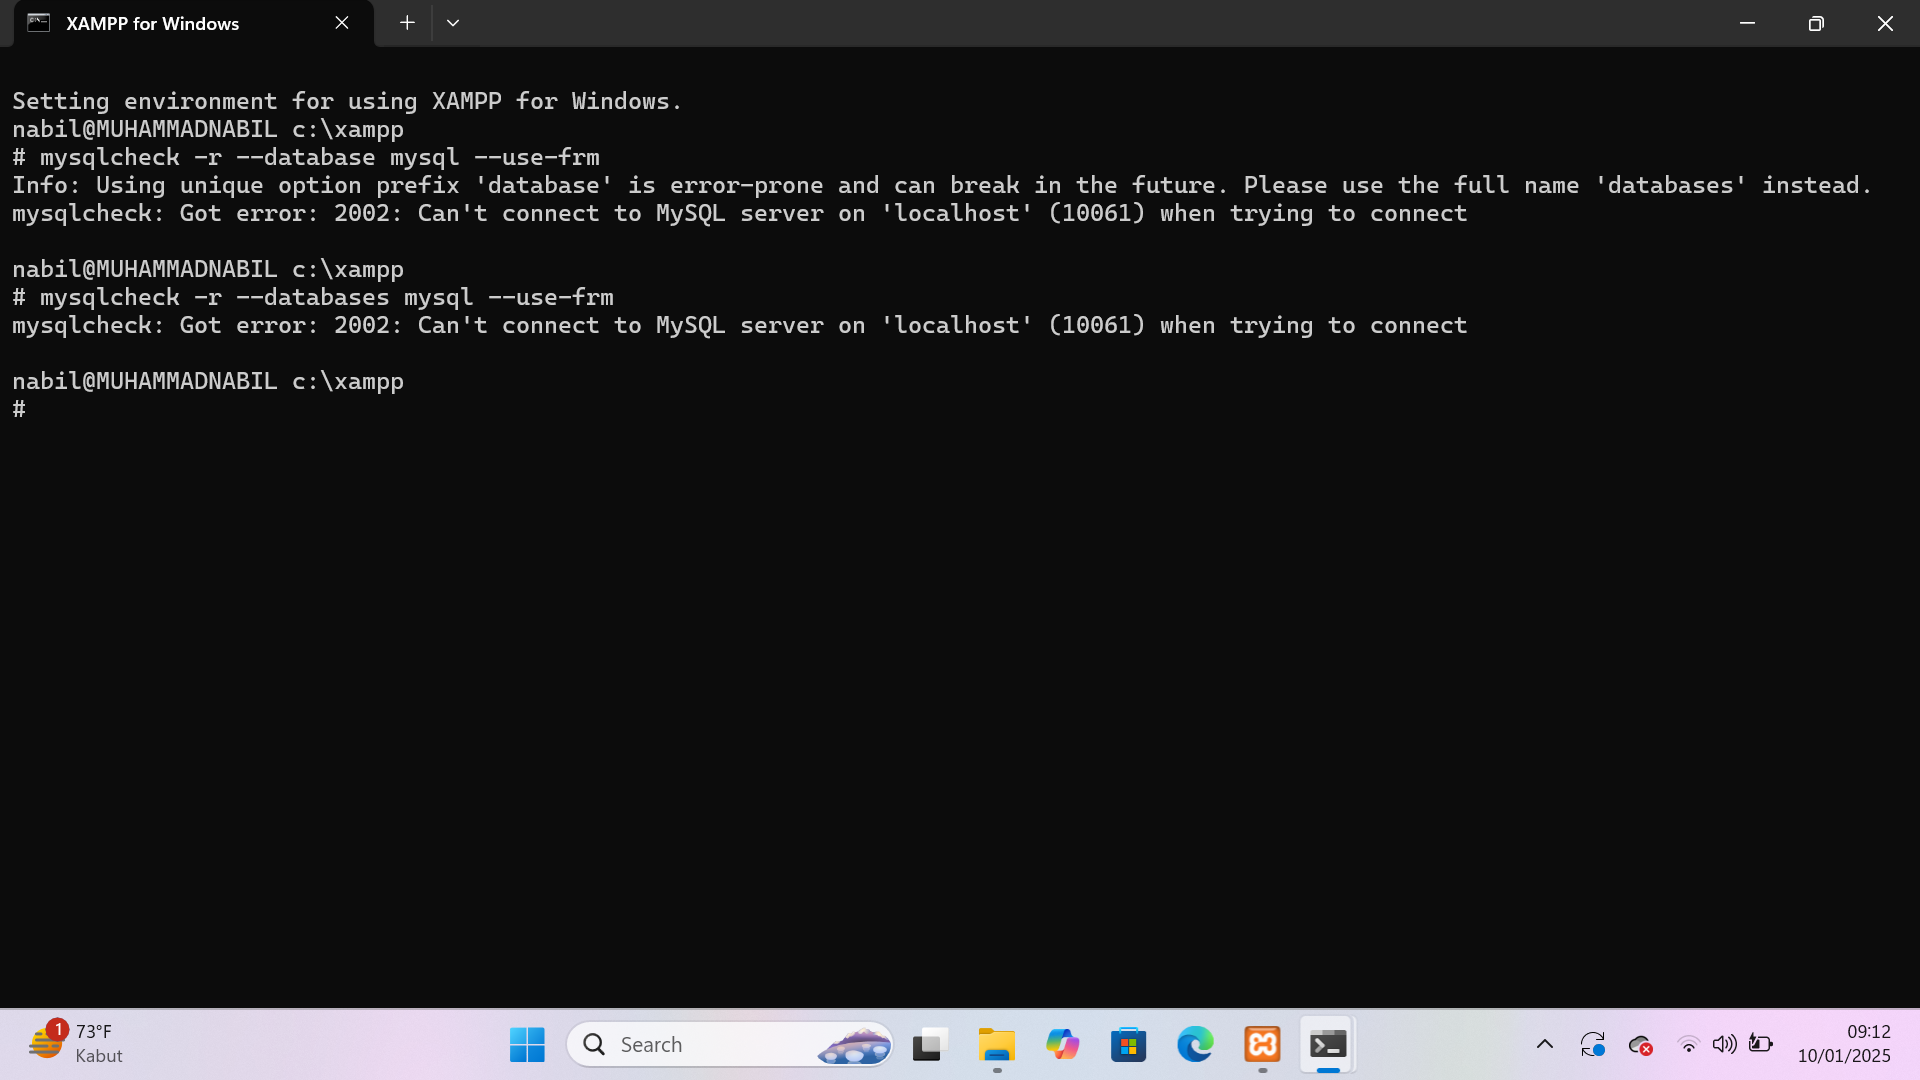 XAMPP for Windows
Setting environment for using XAMPP for Windows.
nabil@MUHAMMADNABIL c:\xampp
# mysqlcheck -r --database mysql --use-frm
Info: Using unique option prefix 'database' is error-prone and can break in the future. Please use the full name 'databases' instead.
mysqlcheck: Got error: 2002: Can't connect to MySQL server on 'localhost' (10061) when trying to connect
nabil@MUHAMMADNABIL c:\xampp
# mysqlcheck -r --databases mysql --use-frm
mysqlcheck: Got error: 2002: Can't connect to MySQL server on 'localhost' (10061) when trying to connect
nabil@MUHAMMADNABIL c:\xampp
#
1
73°F
Kabut
Search
09:12
10/01/2025